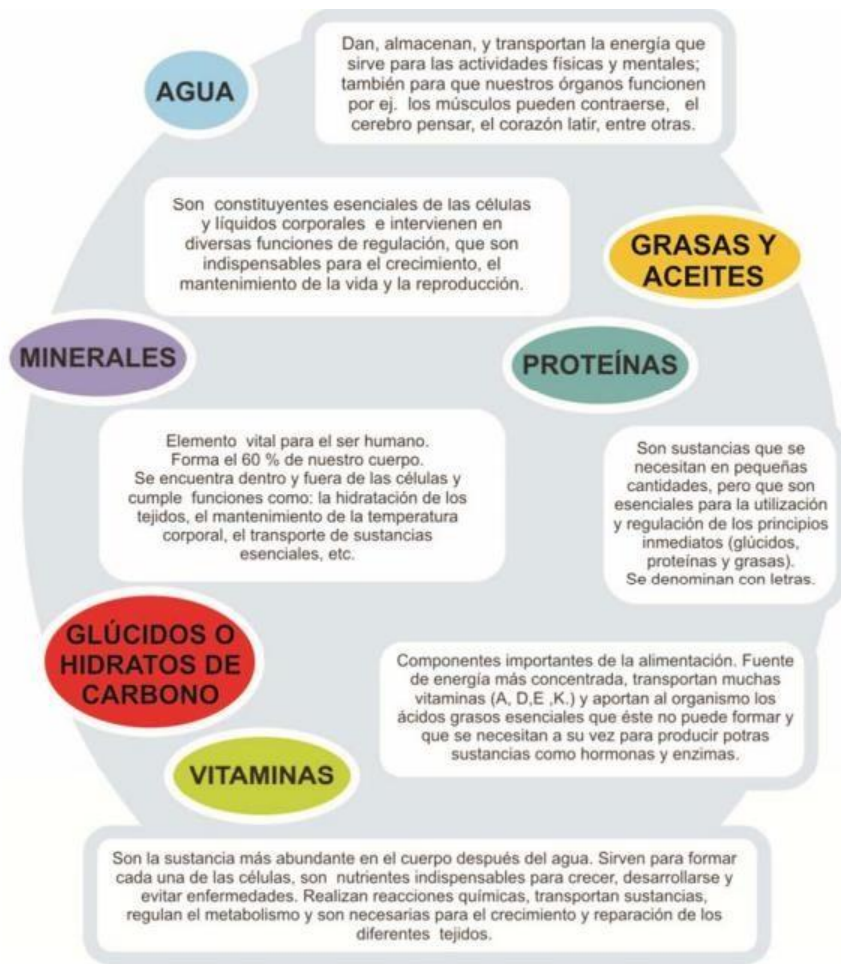 AGUA
Dan, almacenan, y transportan la energía que
sirve para las actividades físicas y mentales;
también para que nuestros órganos funcionen
por ej. los músculos pueden contraerse, el
cerebro pensar, el corazón latir, entre otras.
Son constituyentes esenciales de las células
y líquidos corporales e intervienen en
diversas funciones de regulación, que son
indispensables para el crecimiento, el
mantenimiento de la vida y la reproducción.
GRASAS Y
ACEITES
MINERALES
PROTEÍNAS
Elemento vital para el ser humano.
Forma el 60 % de nuestro cuerpo.
Se encuentra dentro y fuera de las células y
cumple funciones como: la hidratación de los
tejidos, el mantenimiento de la temperatura
corporal, el transporte de sustancias
esenciales, etc.
Son sustancias que se
necesitan en pequeñas
cantidades, pero que son
esenciales para la utilización
y regulación de los principios
inmediatos (glúcidos,
proteínas y grasas).
Se denominan con letras.
GLÚCIDOS O
HIDRATOS DE
CARBONO
Componentes importantes de la alimentación. Fuente
de energía más concentrada, transportan muchas
vitaminas (A, D,E ,K.) y aportan al organismo los
ácidos grasos esenciales que éste no puede formar y
que se necesitan a su vez para producir potras
sustancias como hormonas y enzimas.
VITAMINAS
Son la sustancia más abundante en el cuerpo después del agua. Sirven para formar
cada una de las células, son nutrientes indispensables para crecer, desarrollarse y
evitar enfermedades. Realizan reacciones químicas, transportan sustancias,
regulan el metabolismo y son necesarias para el crecimiento y reparación de los
diferentes tejidos.